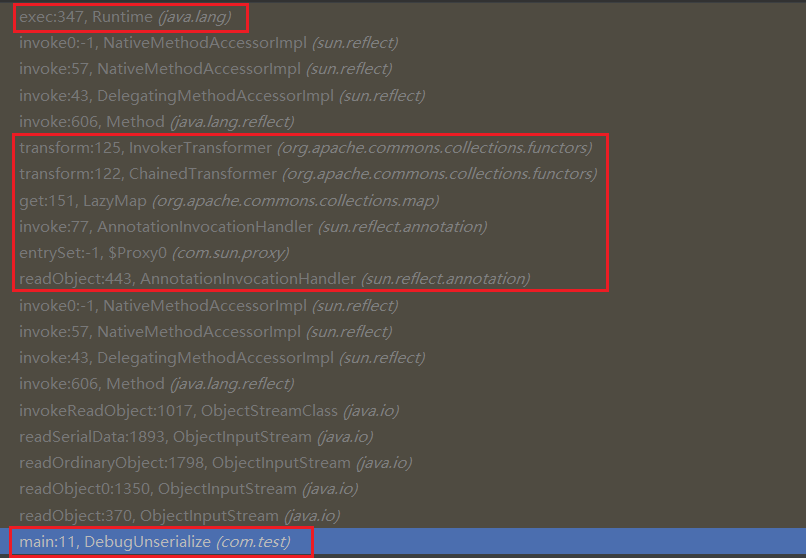 exec:347, Runtime (java.lang)
invoke0:-1, NativeMethodAccessorImpl (sun.reflect)
invoke:57, NativeMethodAccessorImpl (sun.reflect)
invoke:43, DelegatingMethodAccessorImpl (sun.reflect)
invoke:606, Method (java.lang.reflect)
transform:125, InvokerTransformer (org.apache.commons.collections.functors)
transform:122, ChainedTransformer (org.apache.commons.collections.functors)
get:151, LazyMap (org.apache.commons.collections.map)
invoke:77, AnnotationInvocationHandler (sun.reflect.annotation)
entrySet:-1, $Proxy0 (com.sun.proxy)
readObject:443, AnnotationInvocationHandler (sun.reflect.annotation)
invoke0:-1, NativeMethodAccessorImpl (sun.reflect)
invoke:57, NativeMethodAccessorImpl (sun.reflect)
invoke:43, DelegatingMethodAccessorImpl (sun.reflect)
invoke:606, Method (java.lang.reflect)
invokeReadObject:1017, ObjectStreamClass (java.io)
readSerialData:1893, ObjectInputStream (java.io)
readOrdinaryObject:1798, ObjectInputStream (java.io)
readObject0:1350, ObjectInputStream (java.io)
readObject:370, ObjectInputStream (java.io)
main:11, DebugUnserialize (com.test)